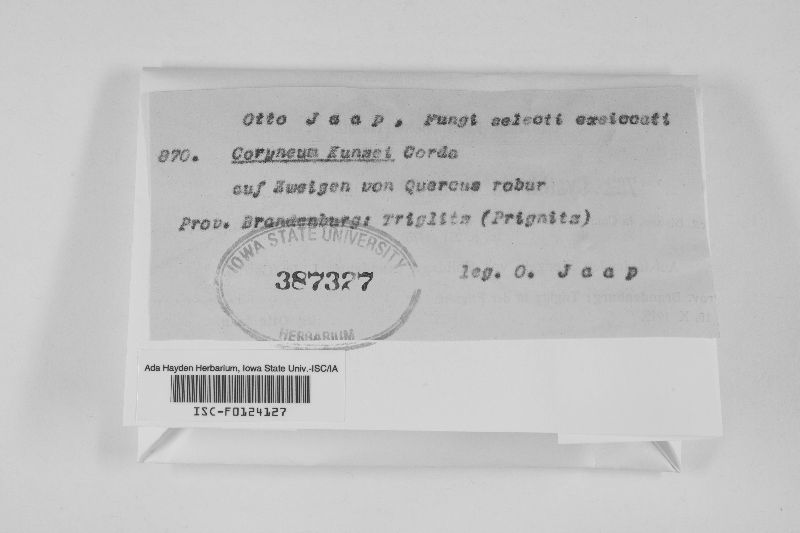 Otto Jaap, Fungi selecti exsiccati
870. Coryneum Kunzei Corda
auf Zweigen von Quercus robur
Prov. Brandenburg: Triglitz (Prignitz)
IOWA STATE UNIVERSITY
387327
HERBARIUM
leg. O. Jaap
Ada Hayden Herbarium, Iowa State Univ.-ISC/IA
ISC-F0124127